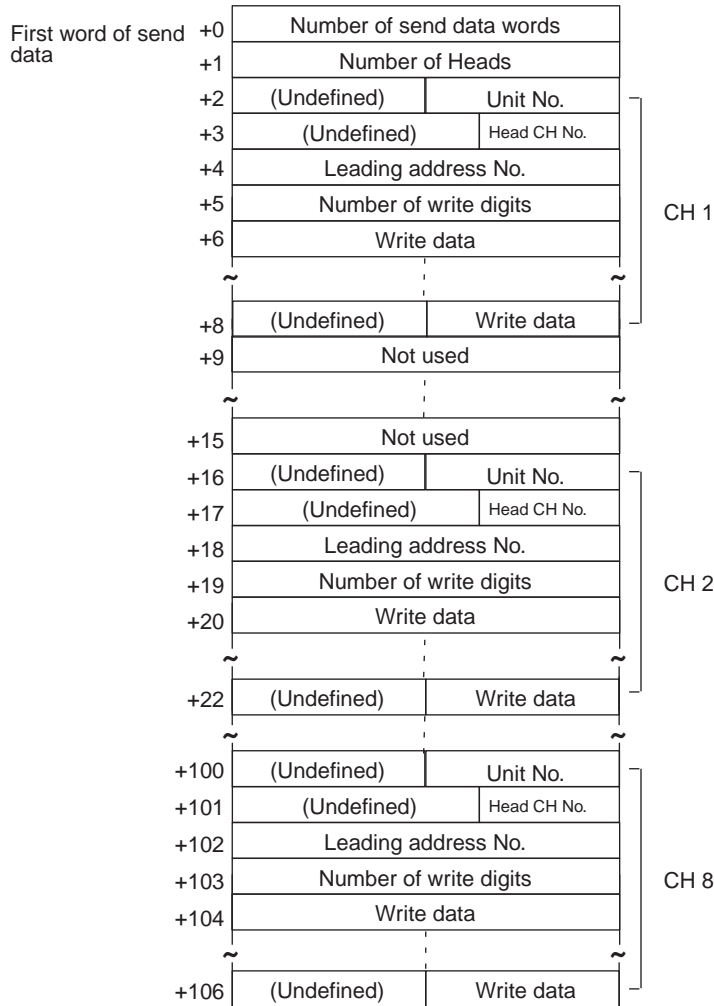 First word of send
data
+0 Number of send data words
+1 Number of Heads
+2 (Undefined) Unit No.
+3 (Undefined) Head CH No.
+4 Leading address No.
+5 Number of write digits
+6 Write data
CH 1
~ ~
+8 (Undefined) Write data
+9 Not used
~ ~
+15 Not used
+16 (Undefined) Unit No.
+17 (Undefined) Head CH No.
+18 Leading address No.
+19 Number of write digits
+20 Write data
CH 2
~ ~
+22 (Undefined) Write data
~ ~
+100 (Undefined) Unit No.
+101 (Undefined) Head CH No.
+102 Leading address No.
+103 Number of write digits
+104 Write data
CH 8
~ ~
+106 (Undefined) Write data